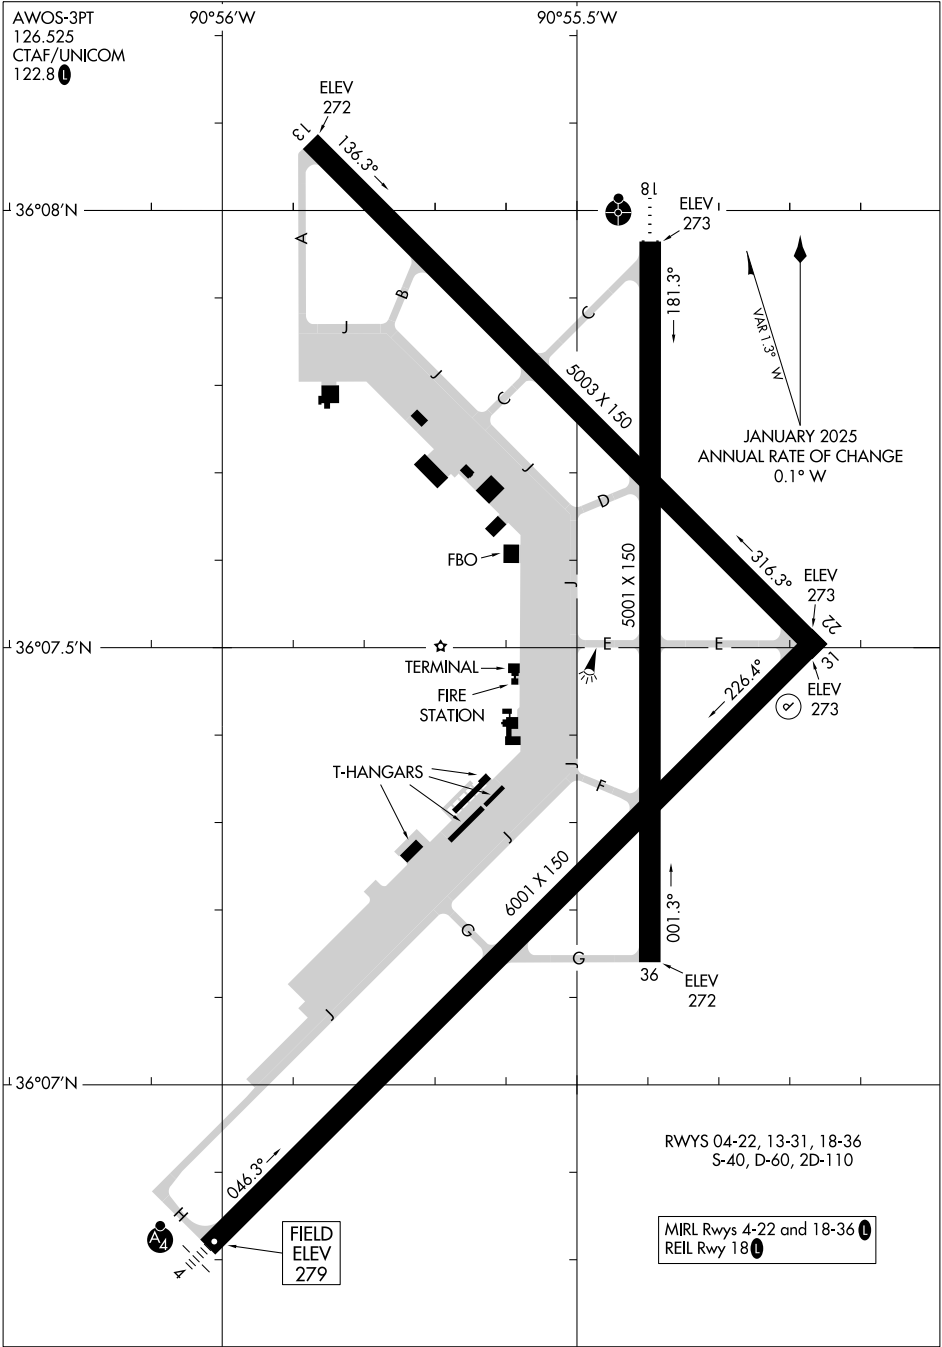 AWOS-3PT
126.525
CTAF/UNICOM
122.8 L
90°56'W
90°55.5'W
ELEV
272
13
136.3°
36°08'N
18
ELEV
273
A
B
181.3°
C
VAR 1.3° W
J
J
C
5003 X 150
JANUARY 2025
ANNUAL RATE OF CHANGE
0.1° W
J
D
FBO
J
5001 X 150
316.3°
ELEV
273
22
36°07.5'N
E
E
31
TERMINAL
FIRE
STATION
226.4°
P
ELEV
273
T-HANGARS
J
F
J
6001 X 150
G
G
001.3°
36
ELEV
272
J
36°07'N
RWYS 04-22, 13-31, 18-36
S-40, D-60, 2D-110
046.3°
H
A4
4
FIELD
ELEV
279
MIRL Rwys 4-22 and 18-36 L
REIL Rwy 18 L